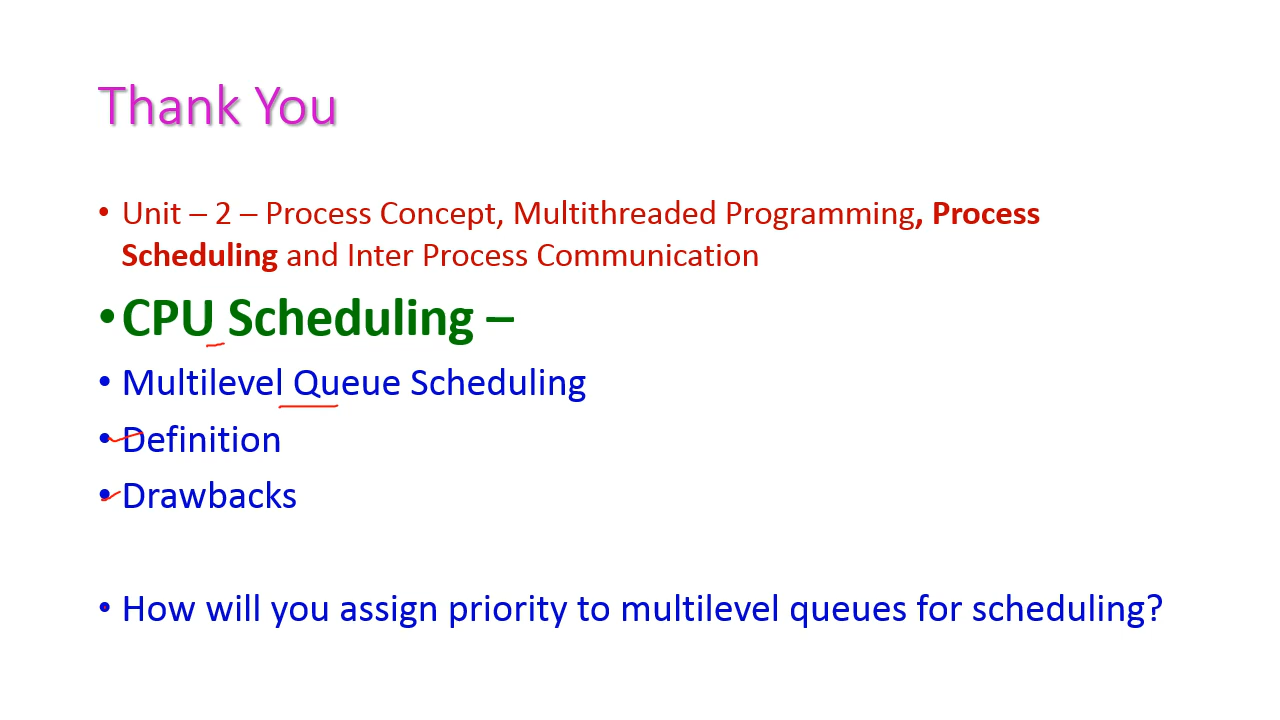 Thank You
• Unit – 2 – Process Concept, Multithreaded Programming, Process
Scheduling and Inter Process Communication
• CPU Scheduling –
• Multilevel Queue Scheduling
• Definition
• Drawbacks
• How will you assign priority to multilevel queues for scheduling?